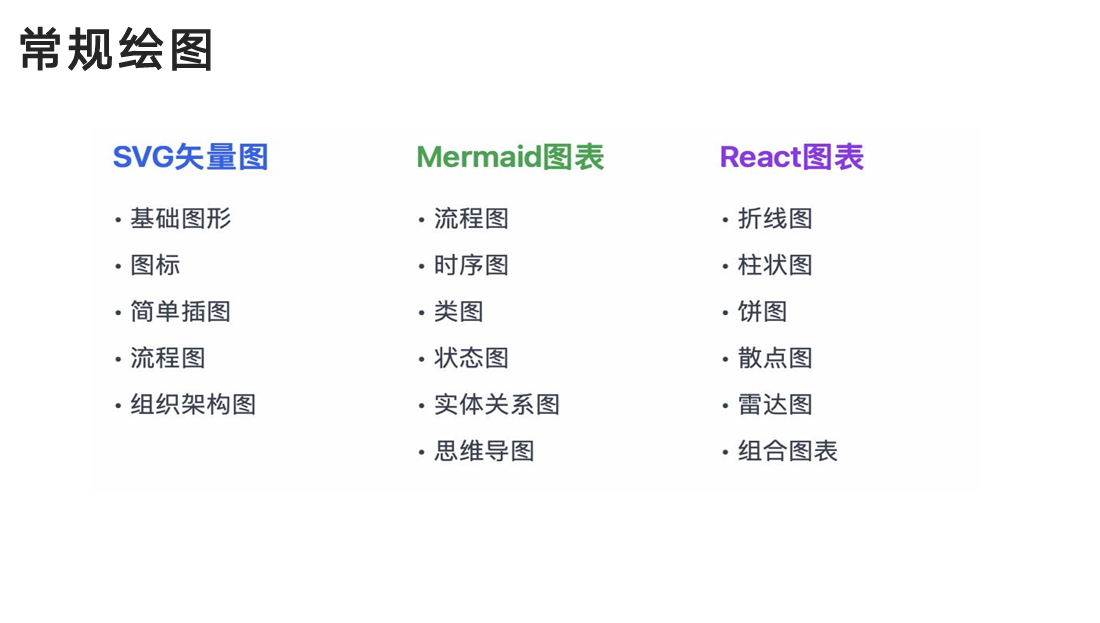 常规绘图
SVG矢量图
• 基础图形
• 图标
• 简单插图
• 流程图
• 组织架构图
Mermaid图表
• 流程图
• 时序图
• 类图
• 状态图
• 实体关系图
• 思维导图
React图表
• 折线图
• 柱状图
• 饼图
• 散点图
• 雷达图
• 组合图表